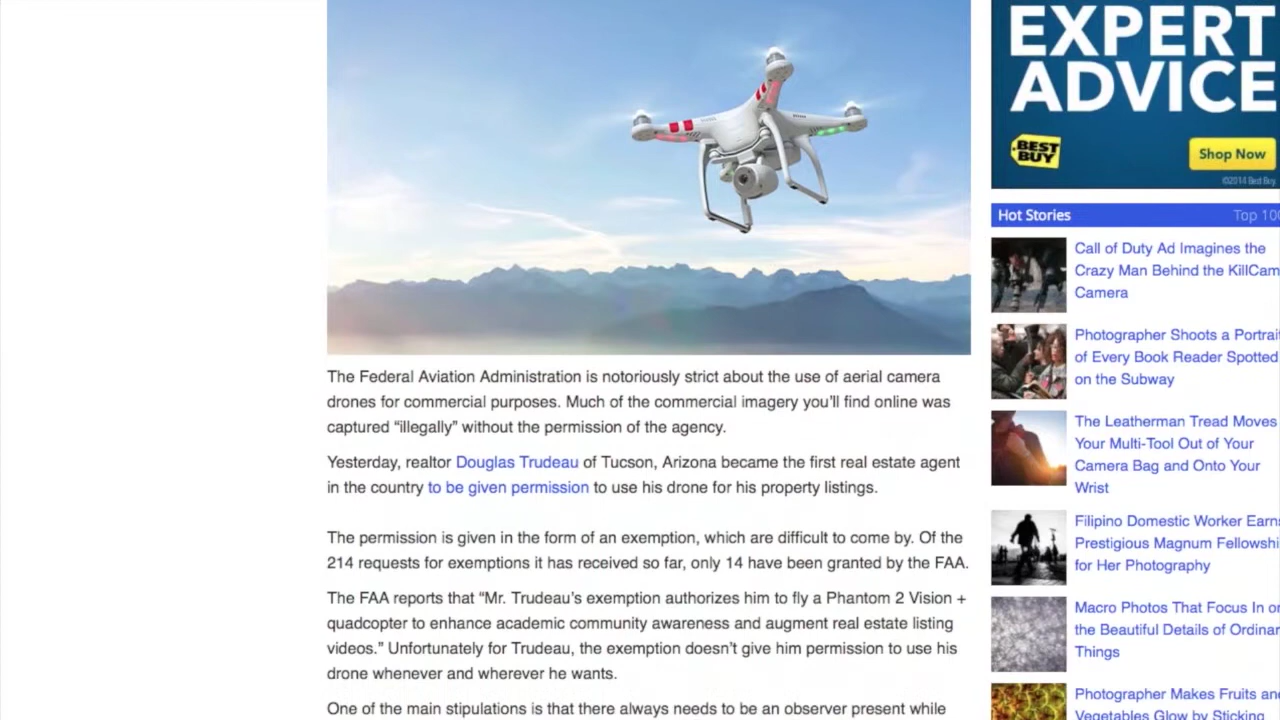 The Federal Aviation Administration is notoriously strict about the use of aerial camera
drones for commercial purposes. Much of the commercial imagery you’ll find online was
captured “illegally” without the permission of the agency.
Yesterday, realtor Douglas Trudeau of Tucson, Arizona became the first real estate agent
in the country to be given permission to use his drone for his property listings.
The permission is given in the form of an exemption, which are difficult to come by. Of the
214 requests for exemptions it has received so far, only 14 have been granted by the FAA.
The FAA reports that “Mr. Trudeau’s exemption authorizes him to fly a Phantom 2 Vision +
quadcopter to enhance academic community awareness and augment real estate listing
videos.” Unfortunately for Trudeau, the exemption doesn’t give him permission to use his
drone whenever and wherever he wants.
One of the main stipulations is that there always needs to be an observer present while
EXPERT
ADVICE
BEST
BUY
Shop Now
©2014 Best Buy
Hot Stories
Top 100
Call of Duty Ad Imagines the
Crazy Man Behind the KillCam
Camera
Photographer Shoots a Portrait
of Every Book Reader Spotted
on the Subway
The Leatherman Tread Moves
Your Multi-Tool Out of Your
Camera Bag and Onto Your
Wrist
Filipino Domestic Worker Earns
Prestigious Magnum Fellowshi
for Her Photography
Macro Photos That Focus In on
the Beautiful Details of Ordinar
Things
Photographer Makes Fruits and
Vegetables Glow by Sticking